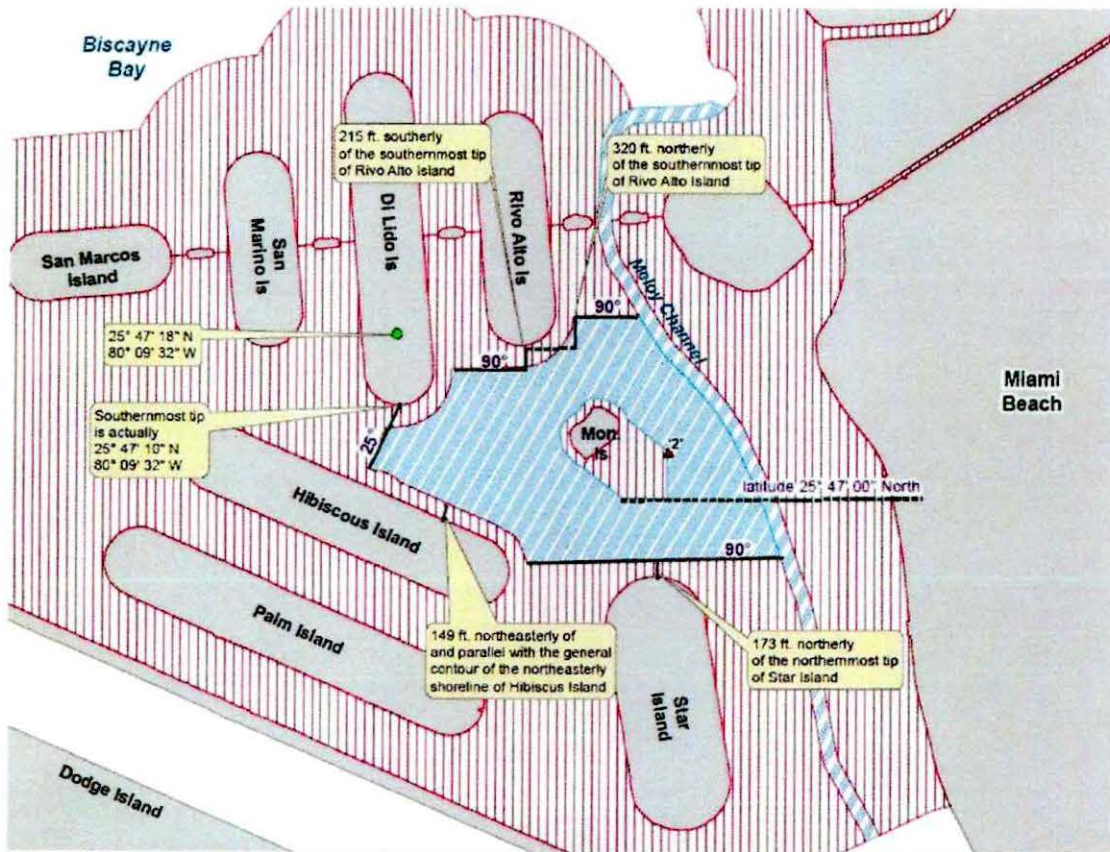 Biscayne
Bay
215 ft. southerly
of the southernmost tip
of Rivo Alto Island
320 ft. northerly
of the southernmost tip
of Rivo Alto Island
San Marcos
Island
San
Marino Is
Di Lido Is
Rivo Alto Is
Meloy Channel
25° 47' 18" N
80° 09' 32" W
90°
90°
Southernmost tip
is actually
25° 47' 10" N
80° 09' 32" W
25°
Miami
Beach
Mon
Is
'2'
latitude 25° 47' 00" North
Hibiscous Island
90°
Palm Island
149 ft. northeasterly of
and parallel with the general
contour of the northeasterly
shoreline of Hibiscus Island
173 ft. northerly
of the northernmost tip
of Star Island
Star
Island
Dodge Island